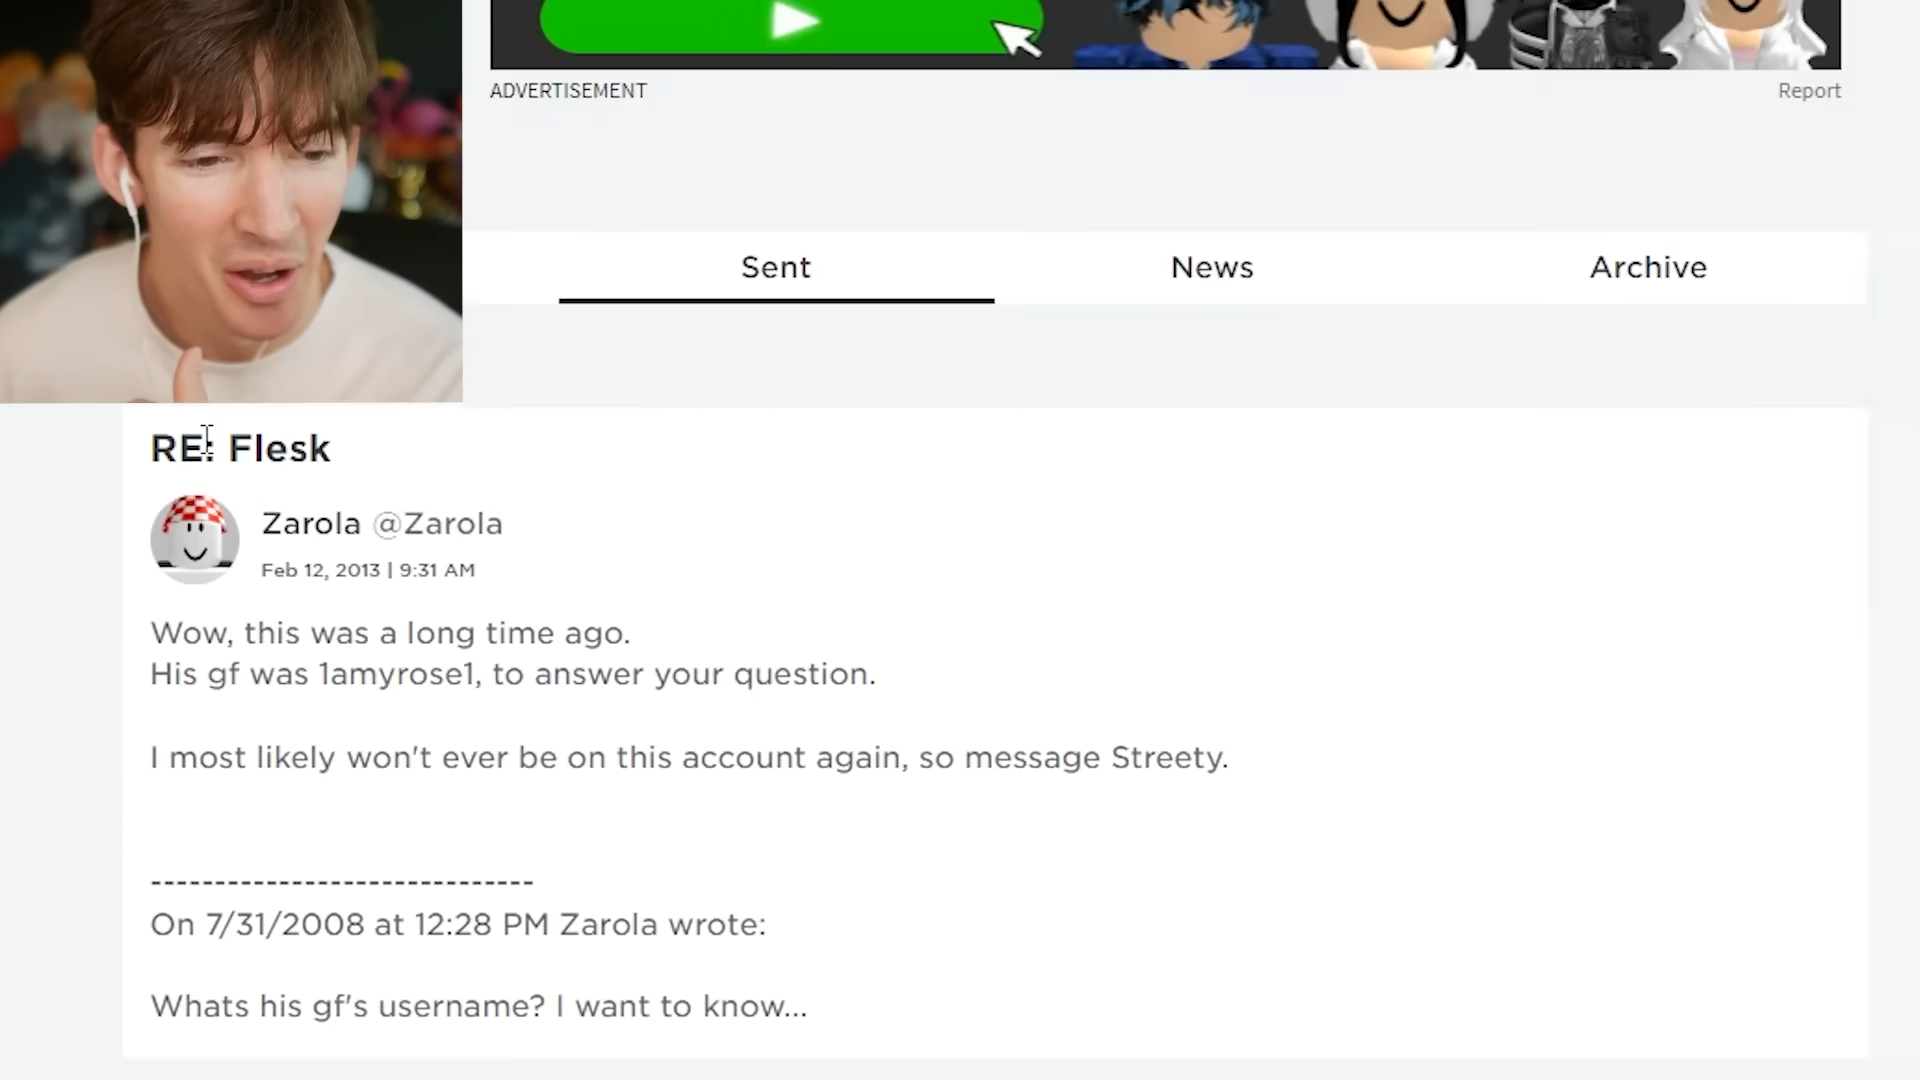 ADVERTISEMENT
Report
Sent
News
Archive
RE: Flesk
Zarola @Zarola
Feb 12, 2013 | 9:31 AM
Wow, this was a long time ago.
His gf was 1amyrose1, to answer your question.
I most likely won't ever be on this account again, so message Streety.
------------------------------
On 7/31/2008 at 12:28 PM Zarola wrote:
Whats his gf's username? I want to know...